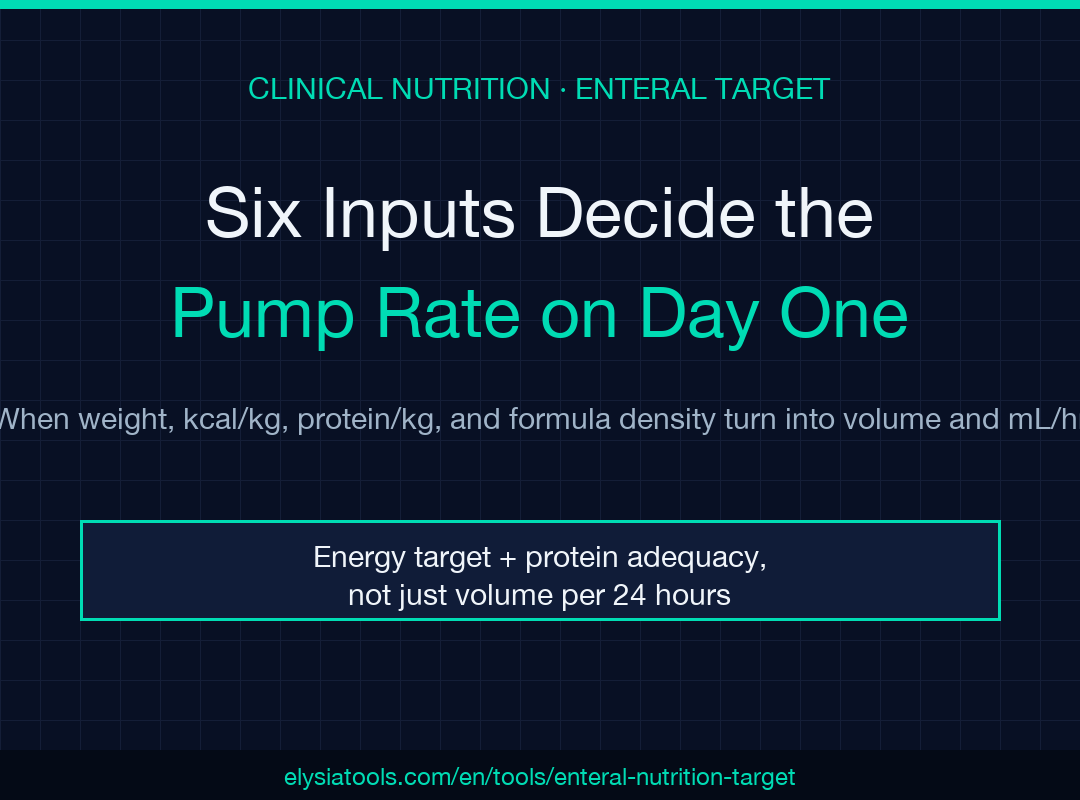 CLINICAL NUTRITION · ENTERAL TARGET
Six Inputs Decide the
Pump Rate on Day One
When weight, kcal/kg, protein/kg, and formula density turn into volume and mL/hr
Energy target + protein adequacy,
not just volume per 24 hours
elysiatools.com/en/tools/enteral-nutrition-target